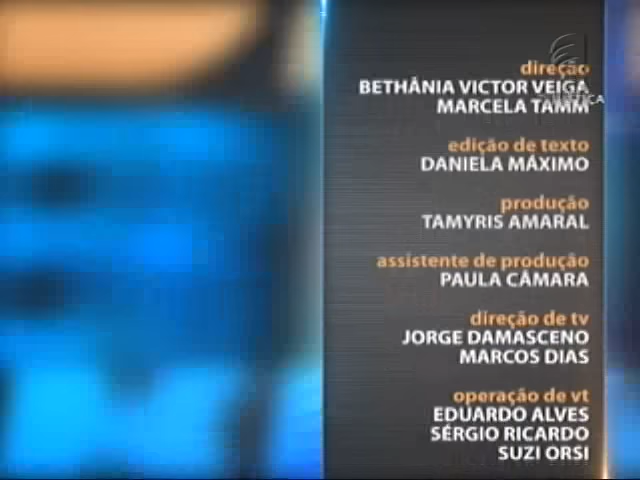 direção
BETHÂNIA VICTOR VEIGA
MARCELA TAMM
edição de texto
DANIELA MÁXIMO
produção
TAMYRIS AMARAL
assistente de produção
PAULA CÂMARA
direção de tv
JORGE DAMASCENO
MARCOS DIAS
operação de vt
EDUARDO ALVES
SÉRGIO RICARDO
SUZI ORSI